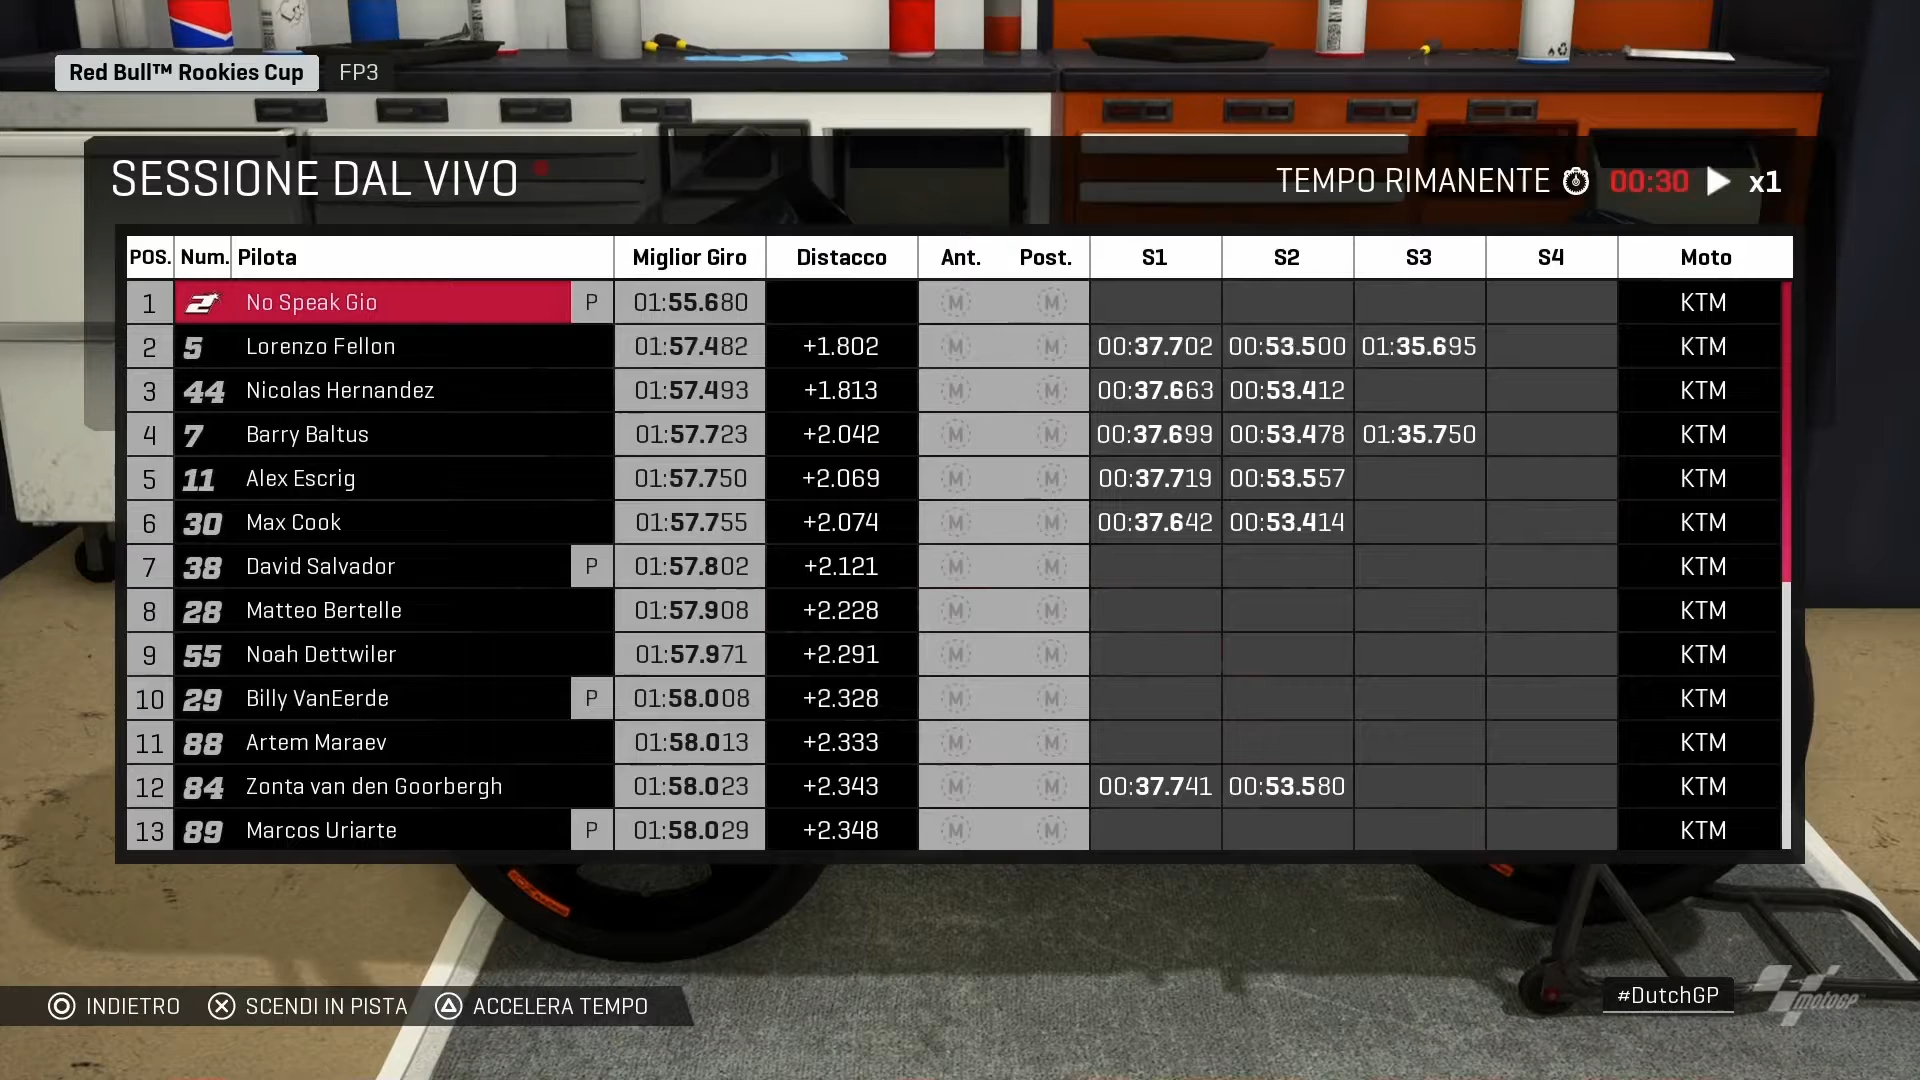 Red Bull™ Rookies Cup FP3
SESSIONE DAL VIVO
TEMPO RIMANENTE 00:30 x1
POS. Num. Pilota Miglior Giro Distacco Ant. Post. S1 S2 S3 S4 Moto
1 2 No Speak Gio P 01:55.680 M M KTM
2 5 Lorenzo Fellon 01:57.482 +1.802 M M 00:37.702 00:53.500 01:35.695 KTM
3 44 Nicolas Hernandez 01:57.493 +1.813 M M 00:37.663 00:53.412 KTM
4 7 Barry Baltus 01:57.723 +2.042 M M 00:37.699 00:53.478 01:35.750 KTM
5 11 Alex Escrig 01:57.750 +2.069 M M 00:37.719 00:53.557 KTM
6 30 Max Cook 01:57.755 +2.074 M M 00:37.642 00:53.414 KTM
7 38 David Salvador P 01:57.802 +2.121 M M KTM
8 28 Matteo Bertelle 01:57.908 +2.228 M M KTM
9 55 Noah Dettwiler 01:57.971 +2.291 M M KTM
10 29 Billy VanEerde P 01:58.008 +2.328 M M KTM
11 88 Artem Maraev 01:58.013 +2.333 M M KTM
12 84 Zonta van den Goorbergh 01:58.023 +2.343 M M 00:37.741 00:53.580 KTM
13 89 Marcos Uriarte P 01:58.029 +2.348 M M KTM
INDIETRO SCENDI IN PISTA ACCELERA TEMPO
#DutchGP
motoGP